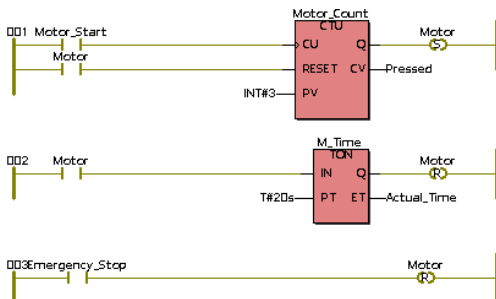 Motor_Count
001 Motor_Start CTU Motor
CU Q S
Motor
RESET CV Pressed
INT#3 PV
M_Time
002 Motor TON Motor
IN Q R
T#20s PT ET Actual_Time
003 Emergency_Stop Motor
R